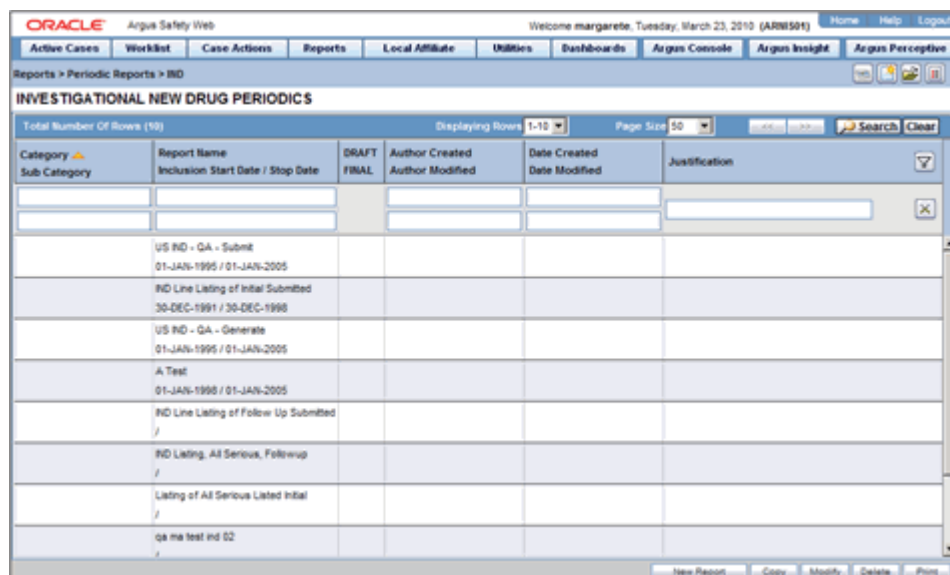 ORACLE Argus Safety Web Welcome margarete, Tuesday, March 23, 2010 (ARNIS01) Home Help Logout
Active Cases Worklist Case Actions Reports Local Affiliate Utilities Dashboards Argus Console Argus Insight Argus Perceptive
Reports > Periodic Reports > IND
INVESTIGATIONAL NEW DRUG PERIODICS
Total Number Of Rows (10) Displaying Rows 1-10 Page Size 50 << >> Search Clear
Category Report Name DRAFT Author Created Date Created Justification
Sub Category Inclusion Start Date / Stop Date FINAL Author Modified Date Modified
US IND - QA - Submit
01-JAN-1995 / 01-JAN-2005
IND Line Listing of Initial Submitted
30-DEC-1991 / 30-DEC-1998
US IND - QA - Generate
01-JAN-1995 / 01-JAN-2005
A Test
01-JAN-1998 / 01-JAN-2005
IND Line Listing of Follow Up Submitted
/
IND Listing, All Serious, Followup
/
Listing of All Serious Listed Initial
/
qa ma test ind 02
/
New Report Copy Modify Delete Print